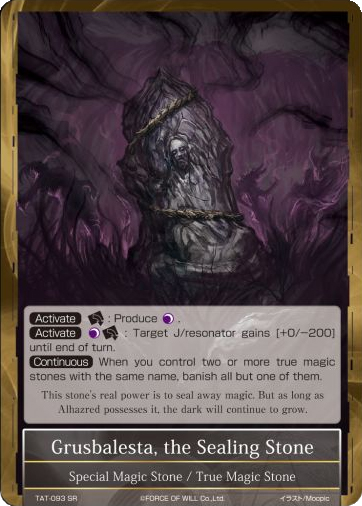 Activate : Produce .
Activate : Target J/resonator gains [+0/-200]
until end of turn.
Continuous When you control two or more true magic
stones with the same name, banish all but one of them.
This stone's real power is to seal away magic. But as long as
Alhazred possesses it, the dark will continue to grow.
Grusbalesta, the Sealing Stone
Special Magic Stone / True Magic Stone
TAT-093 SR ©FORCE OF WILL Co.,Ltd. イラスト/Moopic